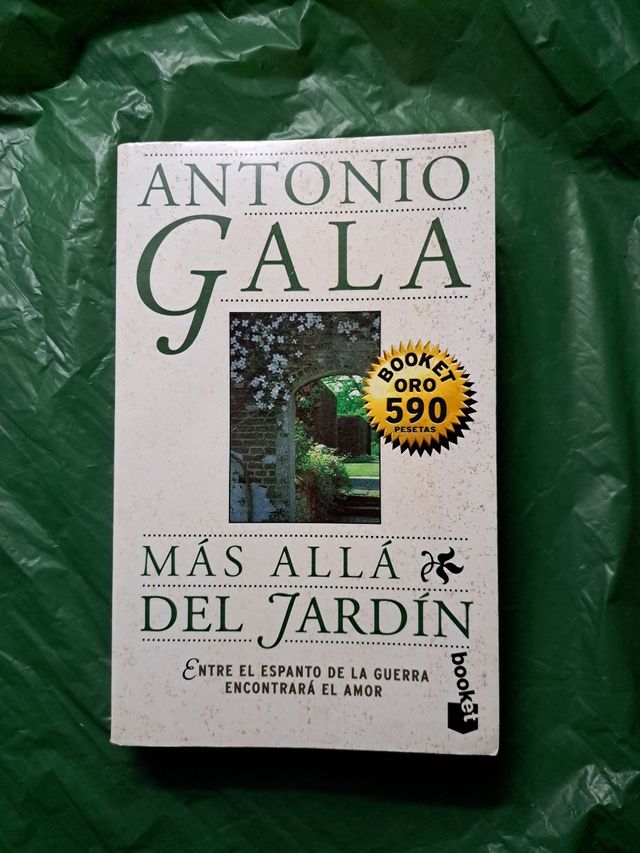 ANTONIO
GALA
BOOKET
ORO
590
PESETAS
MÁS ALLÁ
DEL JARDÍN
ENTRE EL ESPANTO DE LA GUERRA
ENCONTRARÁ EL AMOR
booket